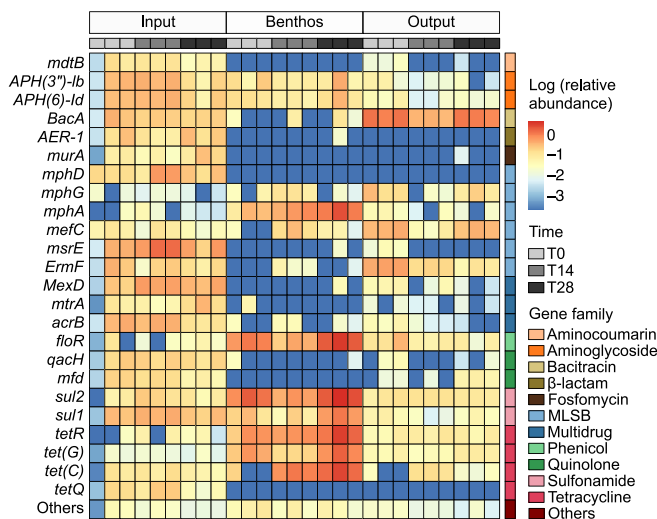 Input Benthos Output
mdtB
APH(3")-Ib
APH(6)-Id
BacA
AER-1
murA
mphD
mphG
mphA
mefC
msrE
ErmF
MexD
mtrA
acrB
floR
qacH
mfd
sul2
sul1
tetR
tet(G)
tet(C)
tetQ
Others
Log (relative
abundance)
0
−1
−2
−3
Time
T0
T14
T28
Gene family
Aminocoumarin
Aminoglycoside
Bacitracin
β-lactam
Fosfomycin
MLSB
Multidrug
Phenicol
Quinolone
Sulfonamide
Tetracycline
Others